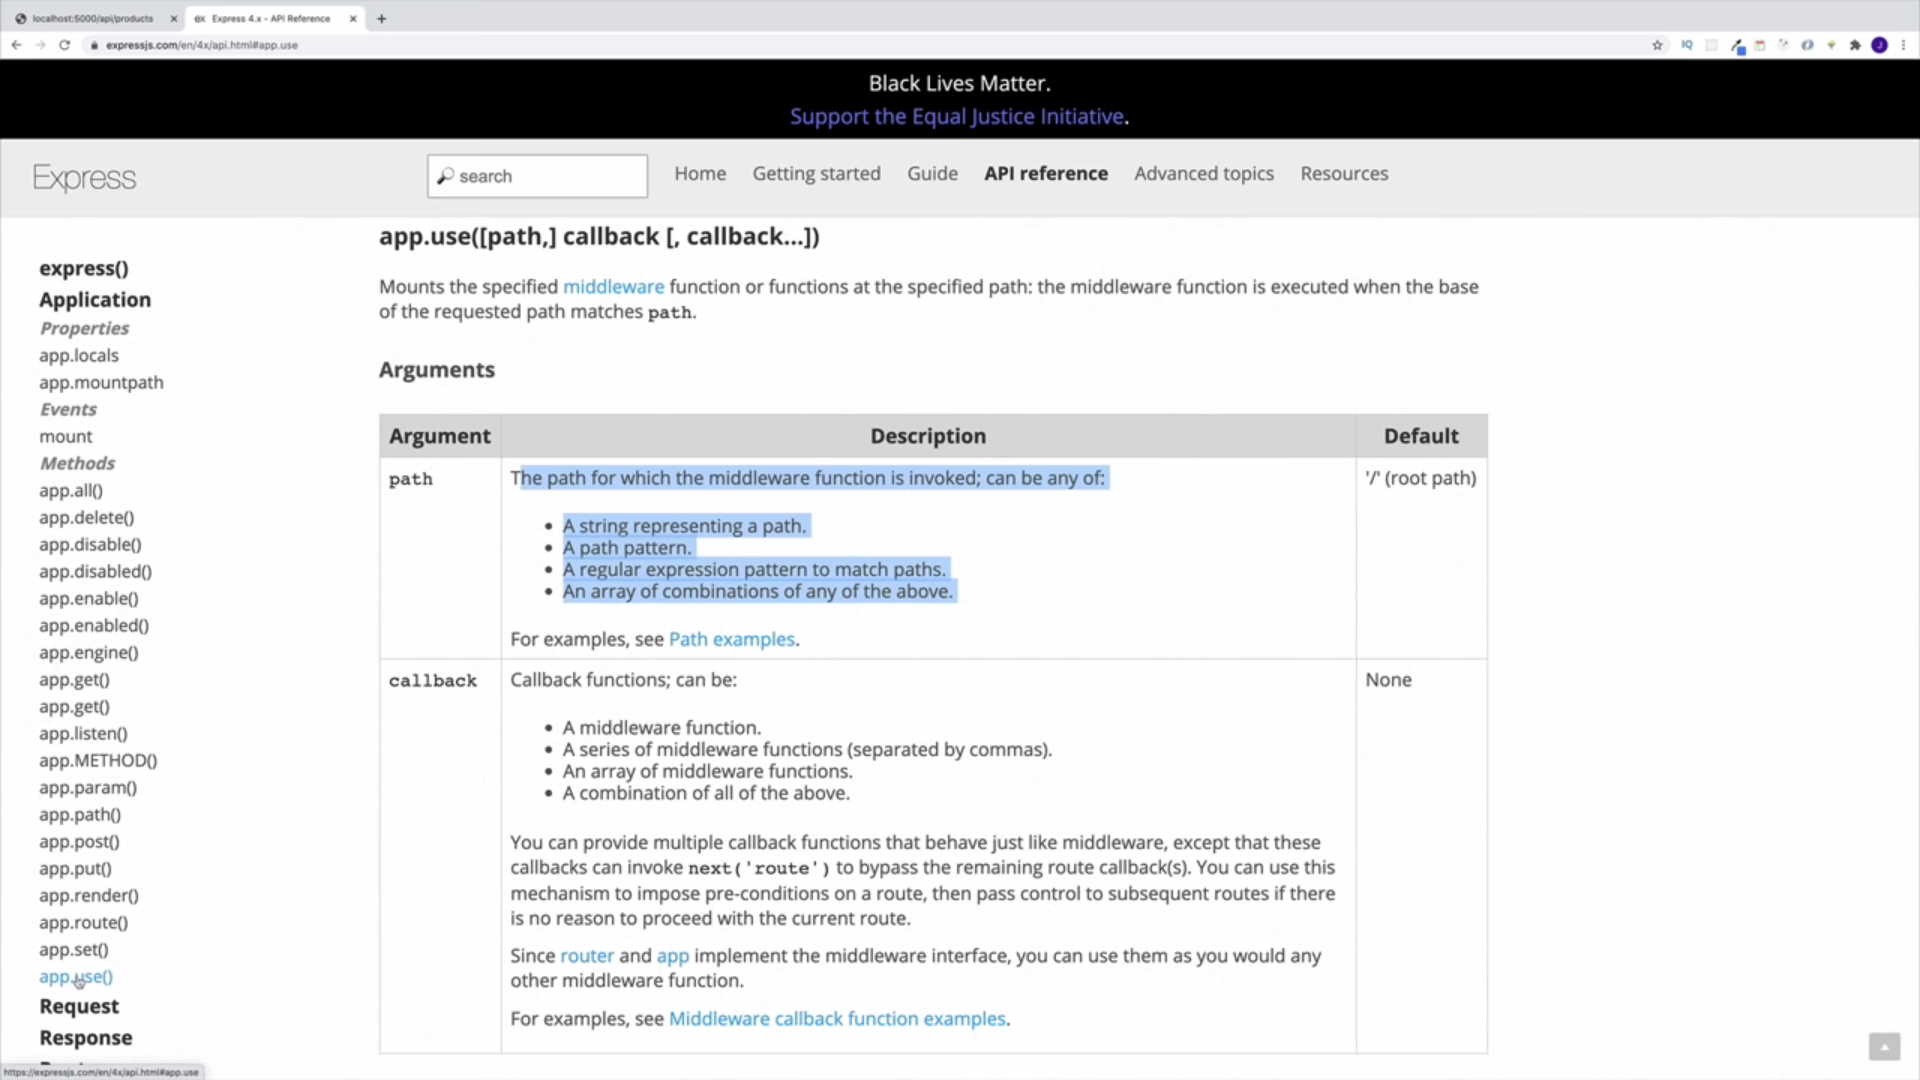 localhost:5000/api/products
ex Express 4.x - API Reference
expressjs.com/en/4x/api.html#app.use
IQ
J
Black Lives Matter.
Support the Equal Justice Initiative.
Express
search
Home Getting started Guide API reference Advanced topics Resources
express()
Application
Properties
app.locals
app.mountpath
Events
mount
Methods
app.all()
app.delete()
app.disable()
app.disabled()
app.enable()
app.enabled()
app.engine()
app.get()
app.get()
app.listen()
app.METHOD()
app.param()
app.path()
app.post()
app.put()
app.render()
app.route()
app.set()
app.use()
Request
Response
app.use([path,] callback [, callback...])
Mounts the specified middleware function or functions at the specified path: the middleware function is executed when the base
of the requested path matches path.
Arguments
Argument Description Default
path The path for which the middleware function is invoked; can be any of: '/' (root path)
• A string representing a path.
• A path pattern.
• A regular expression pattern to match paths.
• An array of combinations of any of the above.
For examples, see Path examples.
callback Callback functions; can be: None
• A middleware function.
• A series of middleware functions (separated by commas).
• An array of middleware functions.
• A combination of all of the above.
You can provide multiple callback functions that behave just like middleware, except that these
callbacks can invoke next('route') to bypass the remaining route callback(s). You can use this
mechanism to impose pre-conditions on a route, then pass control to subsequent routes if there
is no reason to proceed with the current route.
Since router and app implement the middleware interface, you can use them as you would any
other middleware function.
For examples, see Middleware callback function examples.
https://expressjs.com/en/4x/api.html#app.use